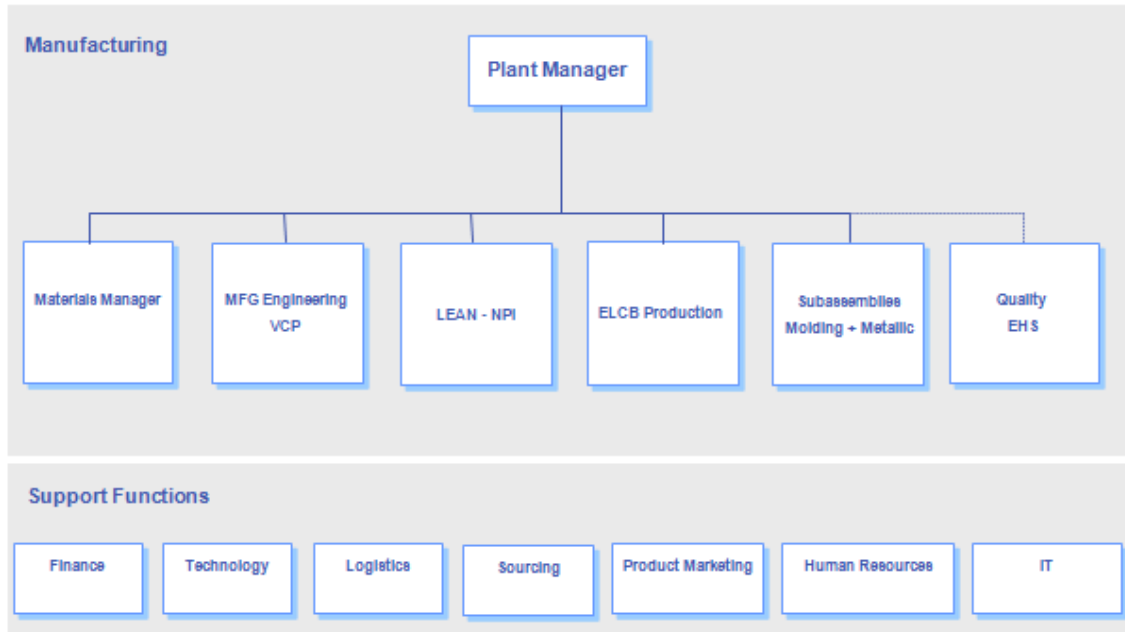 Manufacturing
Plant Manager
Materials Manager
MFG Engineering
VCP
LEAN - NPI
ELCB Production
Subassemblies
Molding + Metallic
Quality
EHS
Support Functions
Finance
Technology
Logistics
Sourcing
Product Marketing
Human Resources
IT